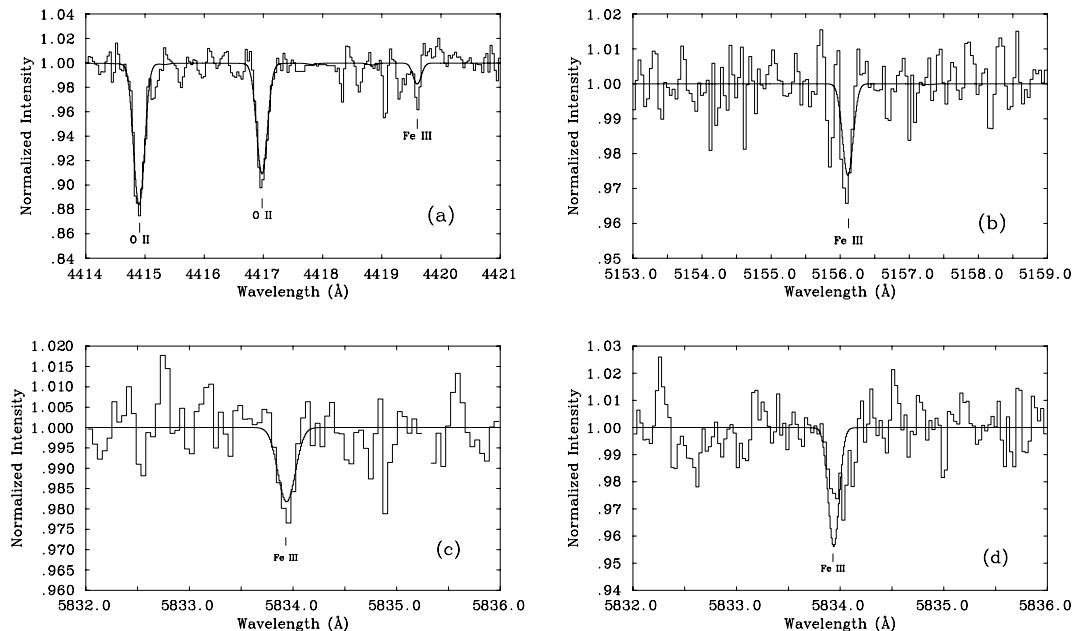 1.04
1.02
1.00
.98
.96
.94
.92
.90
.88
.86
.84
Normalized Intensity
O II
O II
Fe III
(a)
4414 4415 4416 4417 4418 4419 4420 4421
Wavelength (Å)
1.02
1.01
1.00
.99
.98
.97
.96
.95
Normalized Intensity
Fe III
(b)
5153.0 5154.0 5155.0 5156.0 5157.0 5158.0 5159.0
Wavelength (Å)
1.020
1.015
1.010
1.005
1.000
.995
.990
.985
.980
.975
.970
.965
.960
Normalized Intensity
Fe III
(c)
5832.0 5833.0 5834.0 5835.0 5836.0
Wavelength (Å)
1.03
1.02
1.01
1.00
.99
.98
.97
.96
.95
.94
Normalized Intensity
Fe III
(d)
5832.0 5833.0 5834.0 5835.0 5836.0
Wavelength (Å)